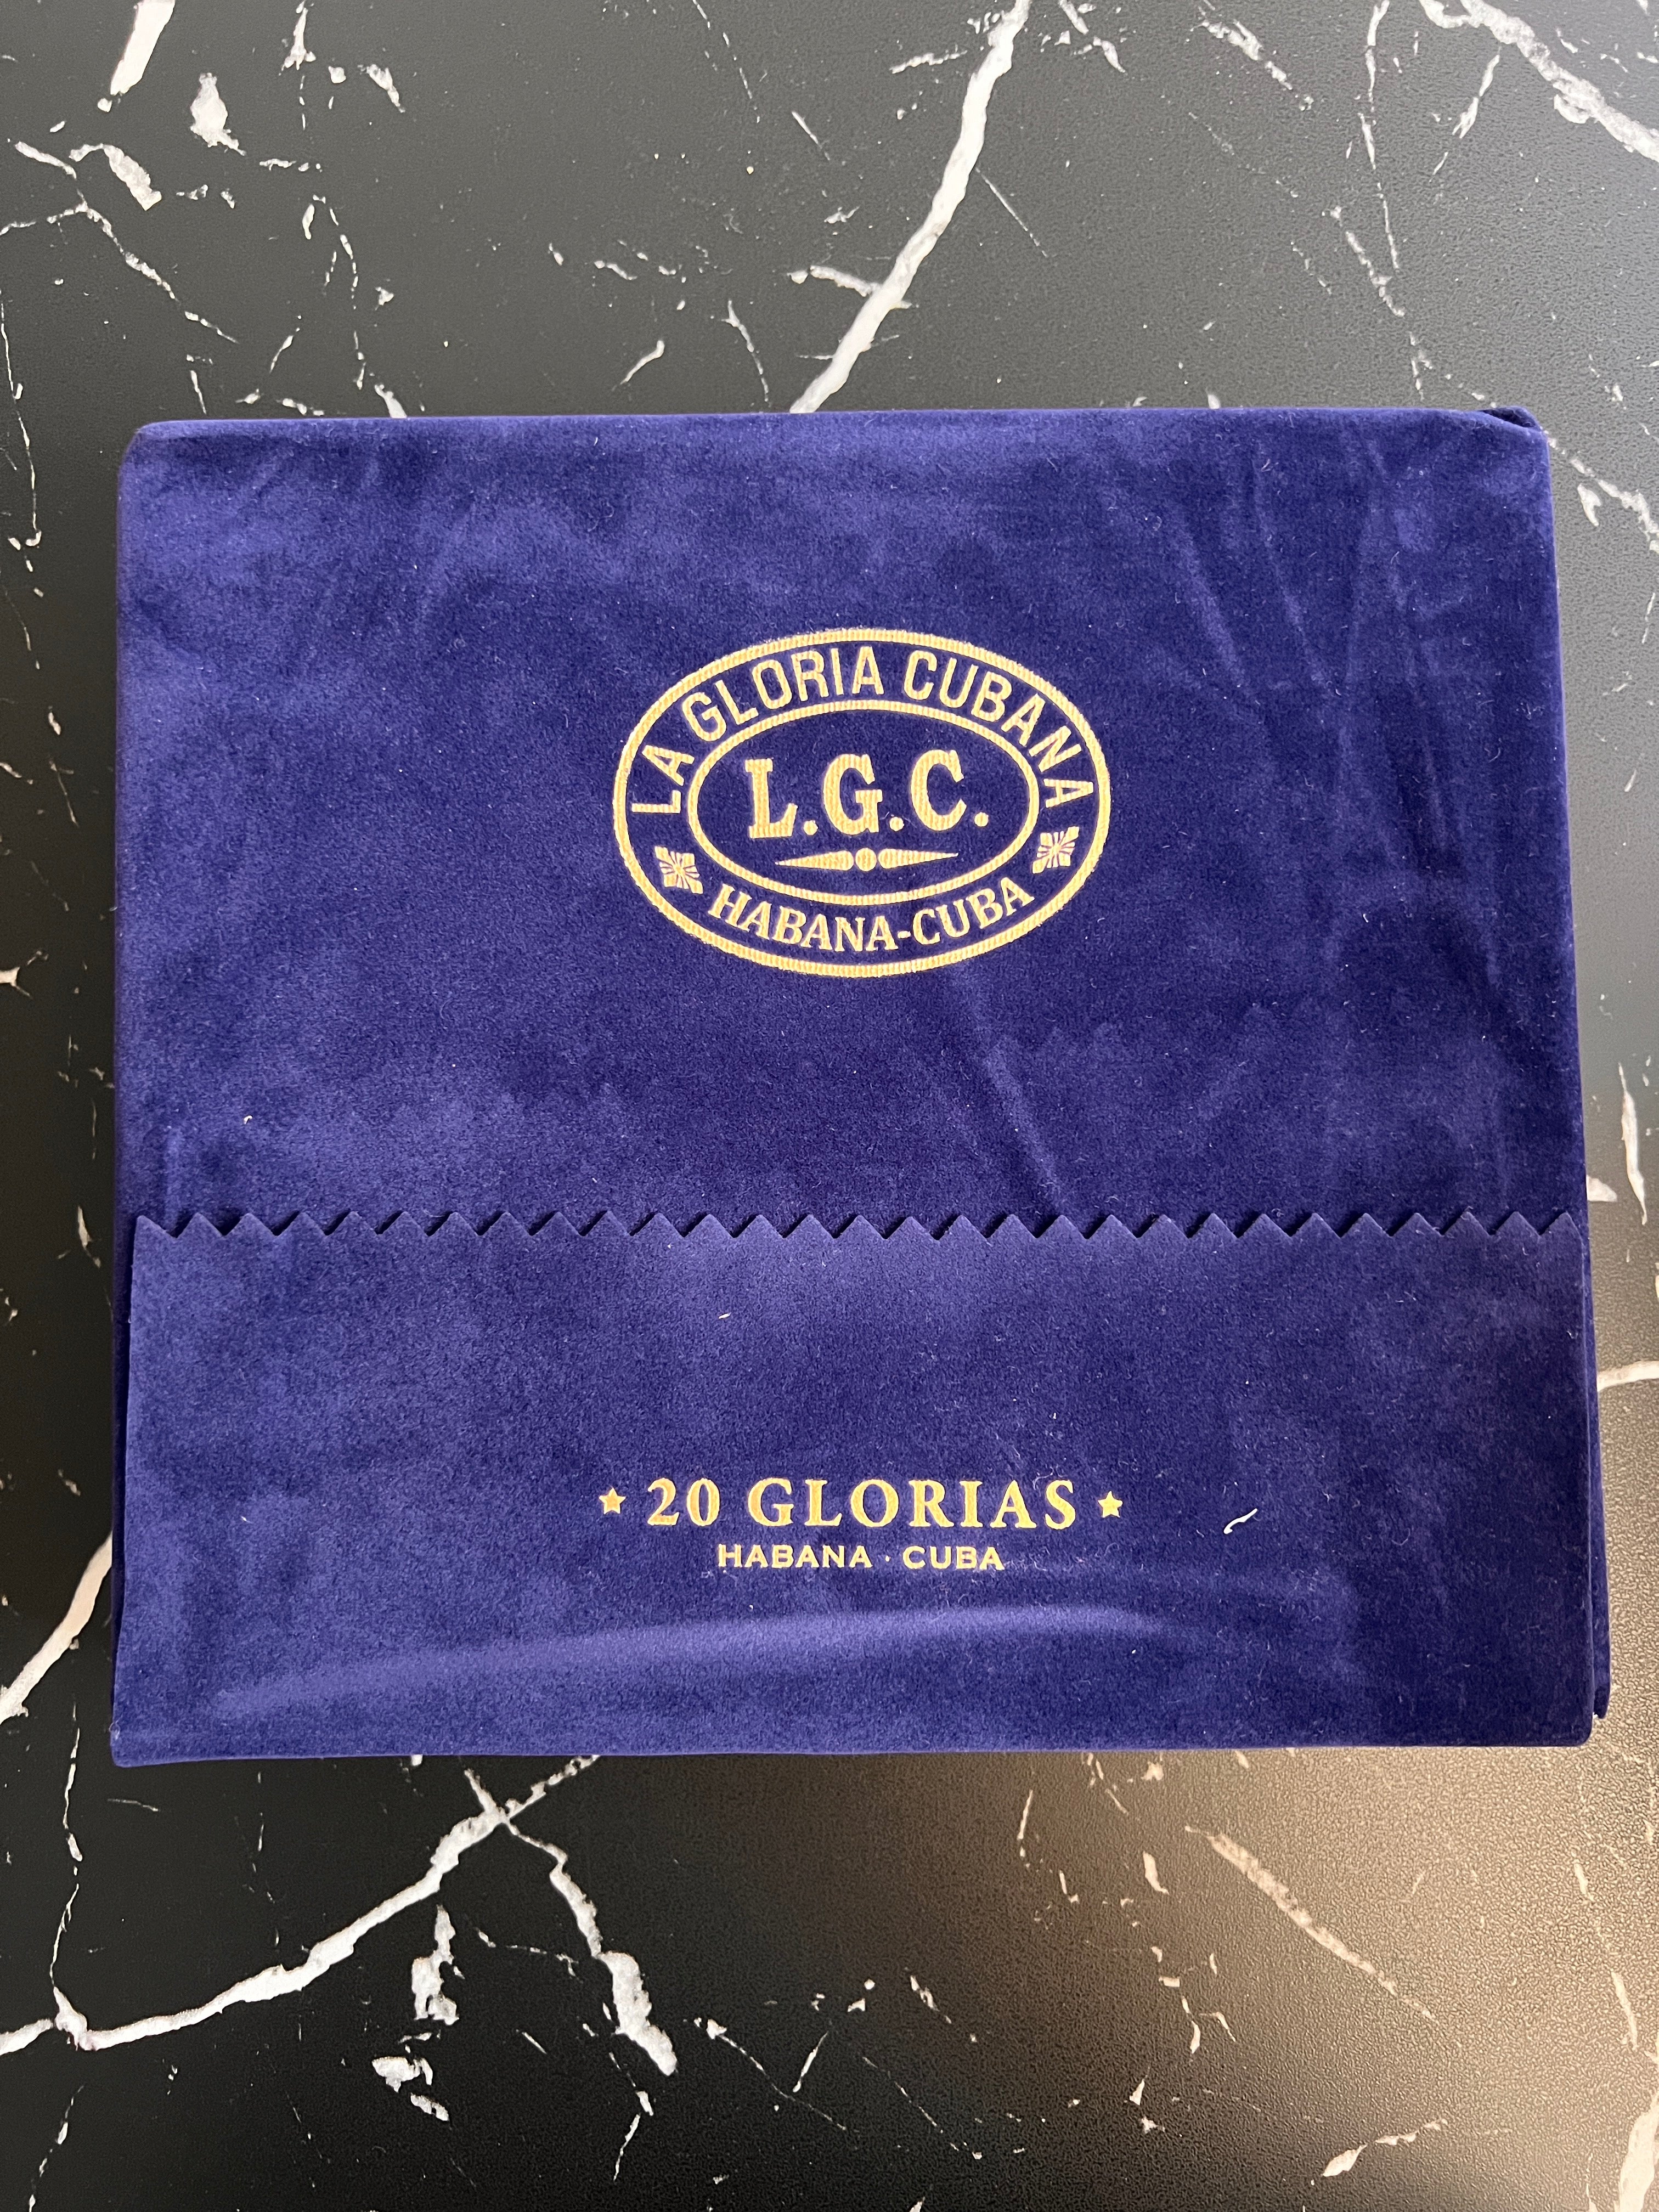 LA GLORIA CUBANA
L.G.C.
HABANA-CUBA
★ 20 GLORIAS ★
HABANA · CUBA